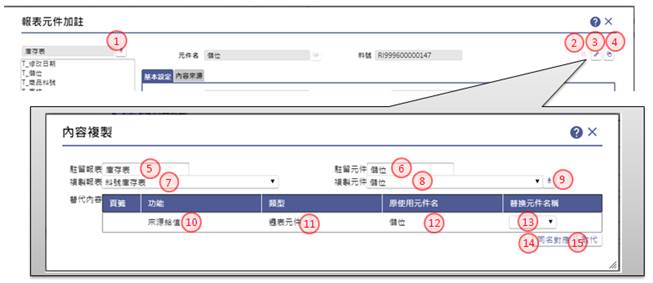 報表元件加註
庫存表 1
元件名 儲位
料號 RI999600000147
2 3 4
T_修改日期
T_儲位
T_商品料號
基本設定 內容來源
內容複製
駐留報表 庫存表 5
駐留元件 儲位 6
複製報表 料號庫存表 7
複製元件 儲位 8
9
替代內容
頁籤 功能 類型 原使用元件名 替換元件名稱
來源給值 10 週表元件 11 儲位 12 13
14 同名對應 15 替代